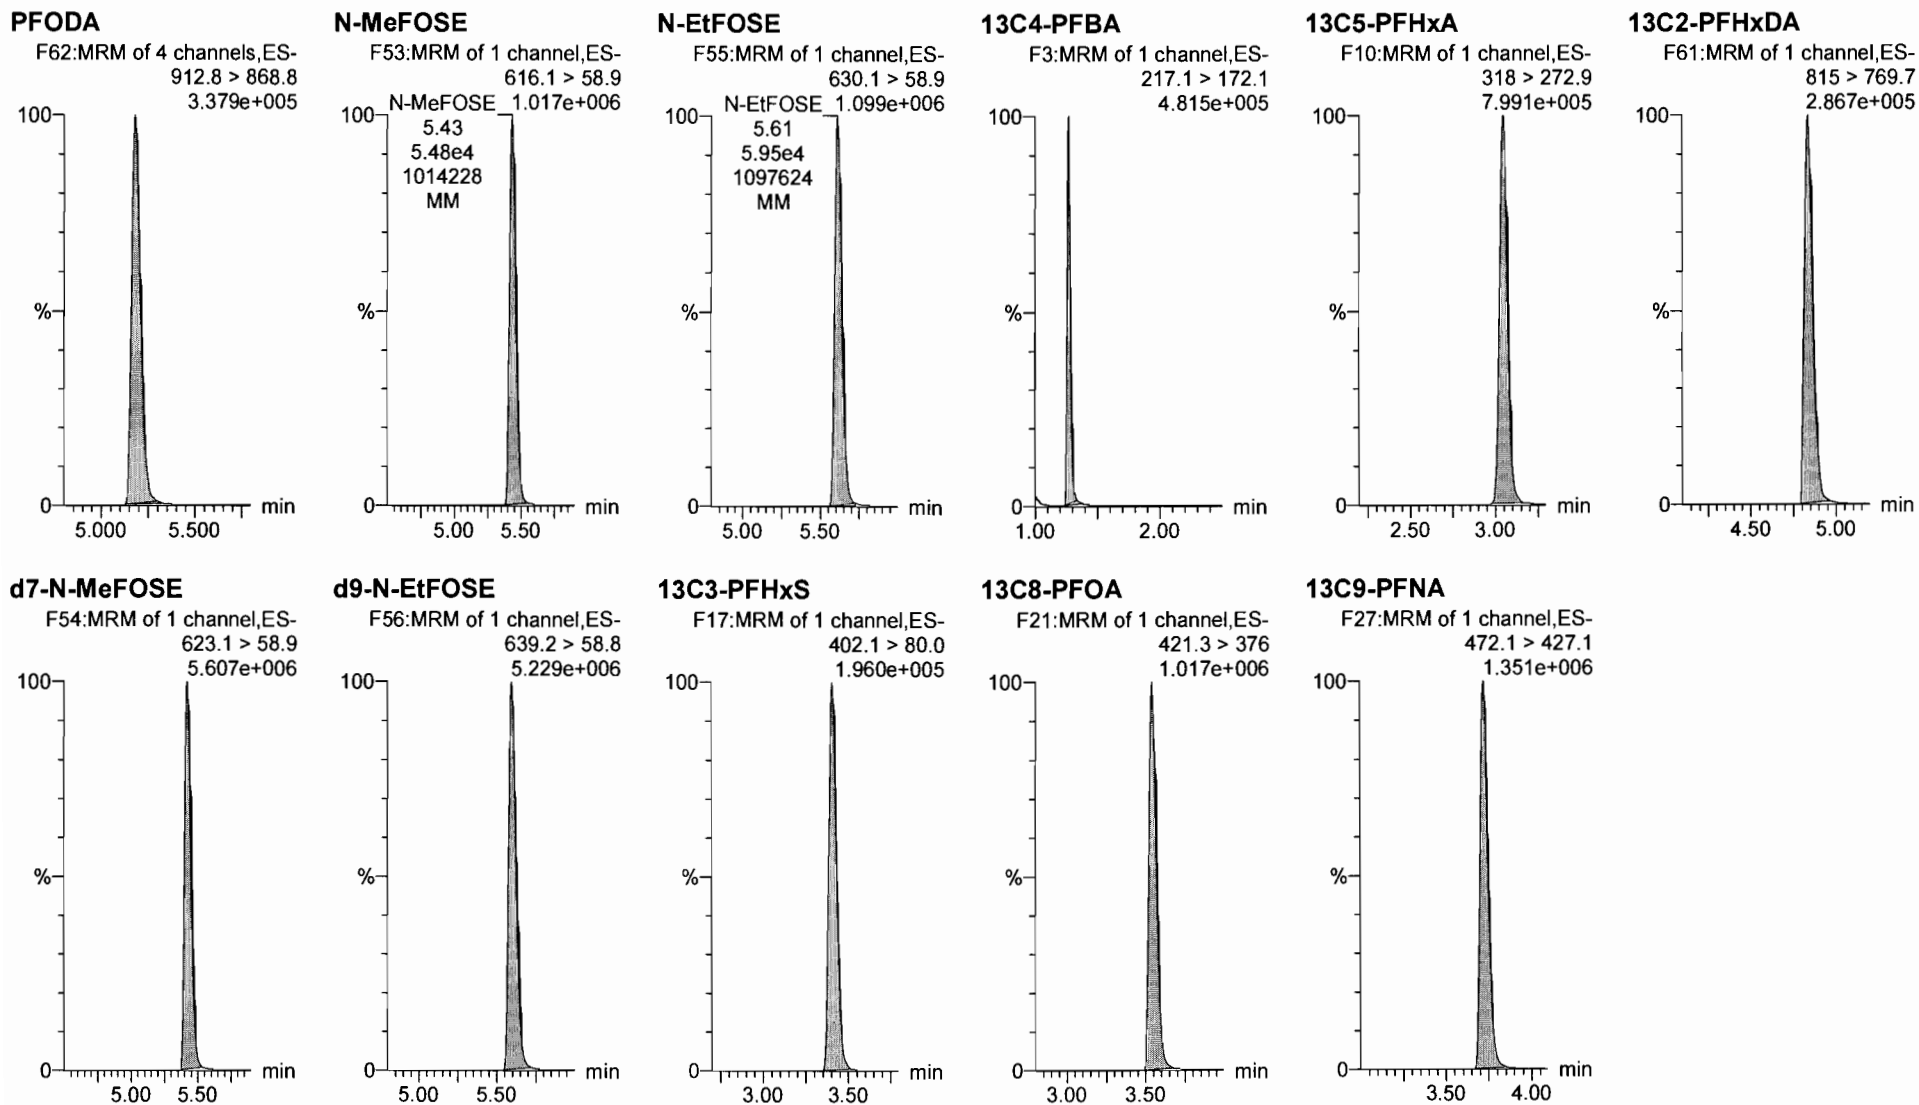 PFODA
F62:MRM of 4 channels,ES-
912.8 > 868.8
3.379e+005
100
%
0
5.000 5.500 min
N-MeFOSE
F53:MRM of 1 channel,ES-
616.1 > 58.9
N-MeFOSE 1.017e+006
100
5.43
5.48e4
1014228
MM
%
0
5.00 5.50 min
N-EtFOSE
F55:MRM of 1 channel,ES-
630.1 > 58.9
N-EtFOSE 1.099e+006
100
5.61
5.95e4
1097624
MM
%
0
5.00 5.50 min
13C4-PFBA
F3:MRM of 1 channel,ES-
217.1 > 172.1
4.815e+005
100
%
0
1.00 2.00 min
13C5-PFHxA
F10:MRM of 1 channel,ES-
318 > 272.9
7.991e+005
100
%
0
2.50 3.00 min
13C2-PFHxDA
F61:MRM of 1 channel,ES-
815 > 769.7
2.867e+005
100
%
0
4.50 5.00 min
d7-N-MeFOSE
F54:MRM of 1 channel,ES-
623.1 > 58.9
5.607e+006
100
%
0
5.00 5.50 min
d9-N-EtFOSE
F56:MRM of 1 channel,ES-
639.2 > 58.8
5.229e+006
100
%
0
5.00 5.50 min
13C3-PFHxS
F17:MRM of 1 channel,ES-
402.1 > 80.0
1.960e+005
100
%
0
3.00 3.50 min
13C8-PFOA
F21:MRM of 1 channel,ES-
421.3 > 376
1.017e+006
100
%
0
3.00 3.50 min
13C9-PFNA
F27:MRM of 1 channel,ES-
472.1 > 427.1
1.351e+006
100
%
0
3.50 4.00 min